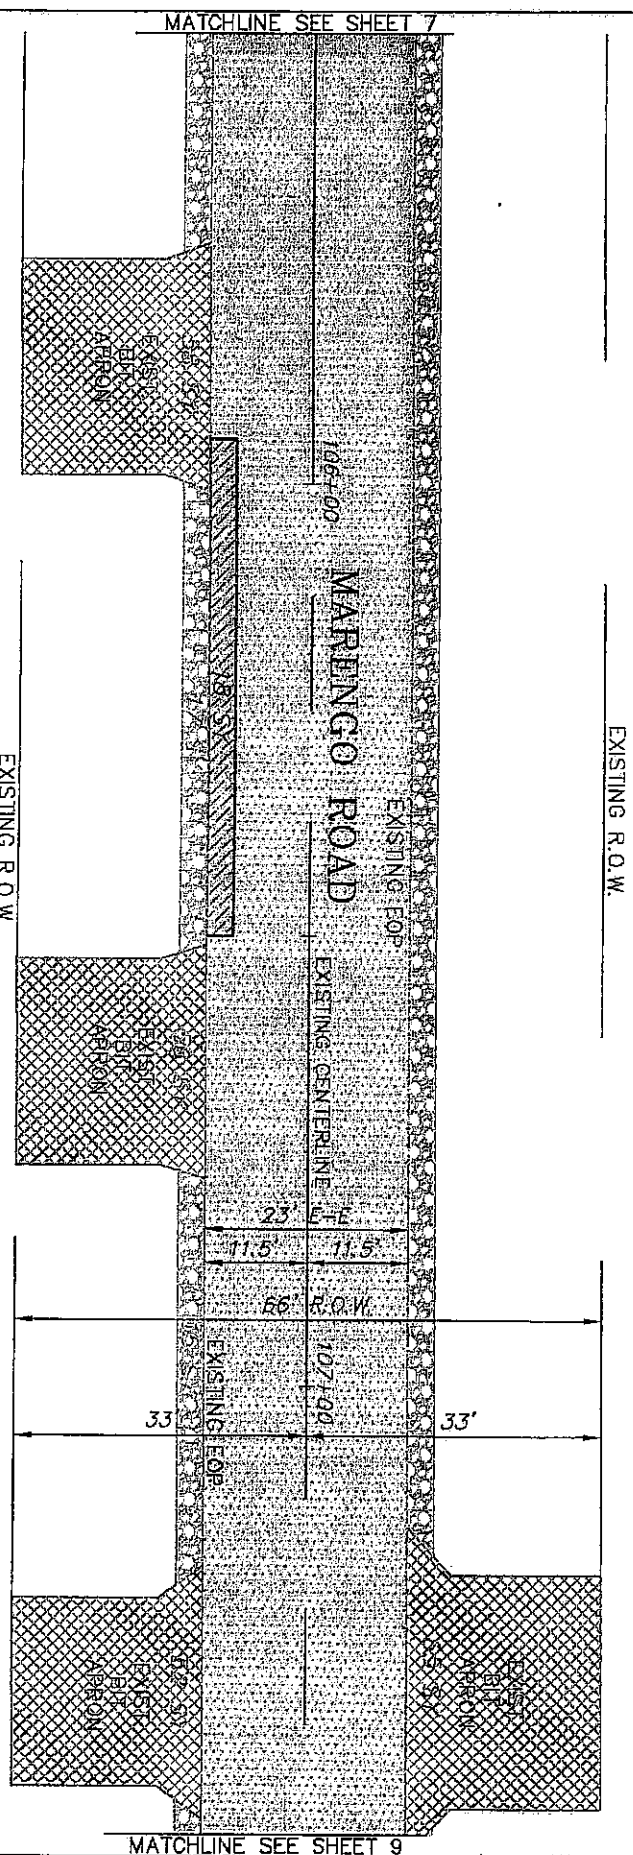 MATCHLINE SEE SHEET 7
EXIST
BIT
APRON
106+00
MARENGO ROAD
18 SY
EXISTING EOP
EXISTING R.O.W.
EXISTING R.O.W.
EXISTING CENTERLINE
EXIST
BIT
APRON
23' E-E
11.5'
11.5'
66' R.O.W.
107+00
EXISTING EOP
33'
33'
EXIST
BIT
APRON
EXIST
BIT
APRON
MATCHLINE SEE SHEET 9